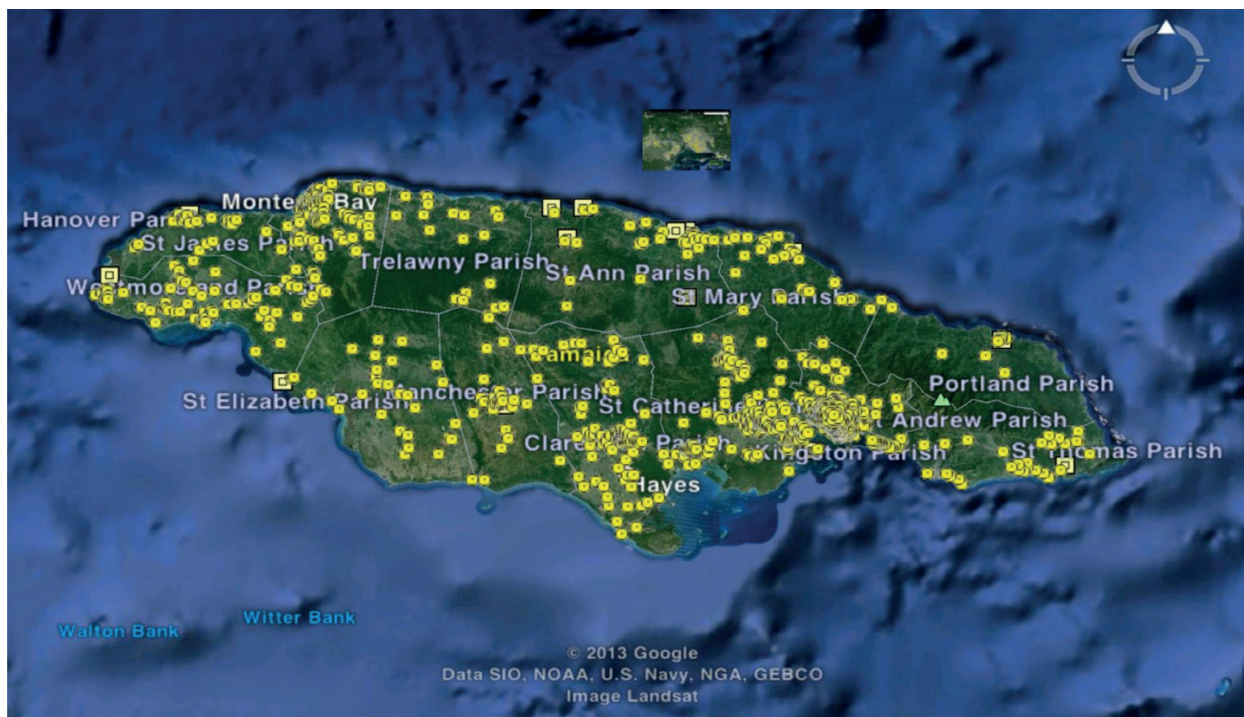 Montego Bay
Hanover Parish
St James Parish
Trelawny Parish
St Ann Parish
Westmoreland Parish
St Mary Parish
Jamaica
Portland Parish
Manchester Parish
St Elizabeth Parish
St Catherine
St Andrew Parish
Clarendon Parish
Kingston Parish
St Thomas Parish
Hayes
Witter Bank
Walton Bank
© 2013 Google
Data SIO, NOAA, U.S. Navy, NGA, GEBCO
Image Landsat